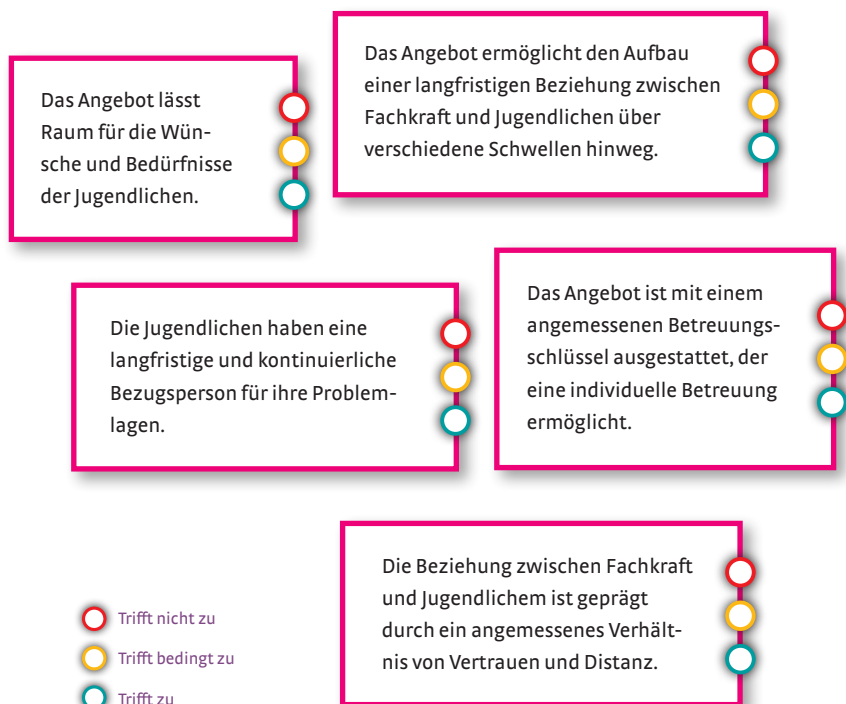 Das Angebot lässt
Raum für die Wün-
sche und Bedürfnisse
der Jugendlichen.
Das Angebot ermöglicht den Aufbau
einer langfristigen Beziehung zwischen
Fachkraft und Jugendlichen über
verschiedene Schwellen hinweg.
Die Jugendlichen haben eine
langfristige und kontinuierliche
Bezugsperson für ihre Problem-
lagen.
Das Angebot ist mit einem
angemessenen Betreuungs-
schlüssel ausgestattet, der
eine individuelle Betreuung
ermöglicht.
Die Beziehung zwischen Fachkraft
und Jugendlichem ist geprägt
durch ein angemessenes Verhält-
nis von Vertrauen und Distanz.
Trifft nicht zu
Trifft bedingt zu
Trifft zu